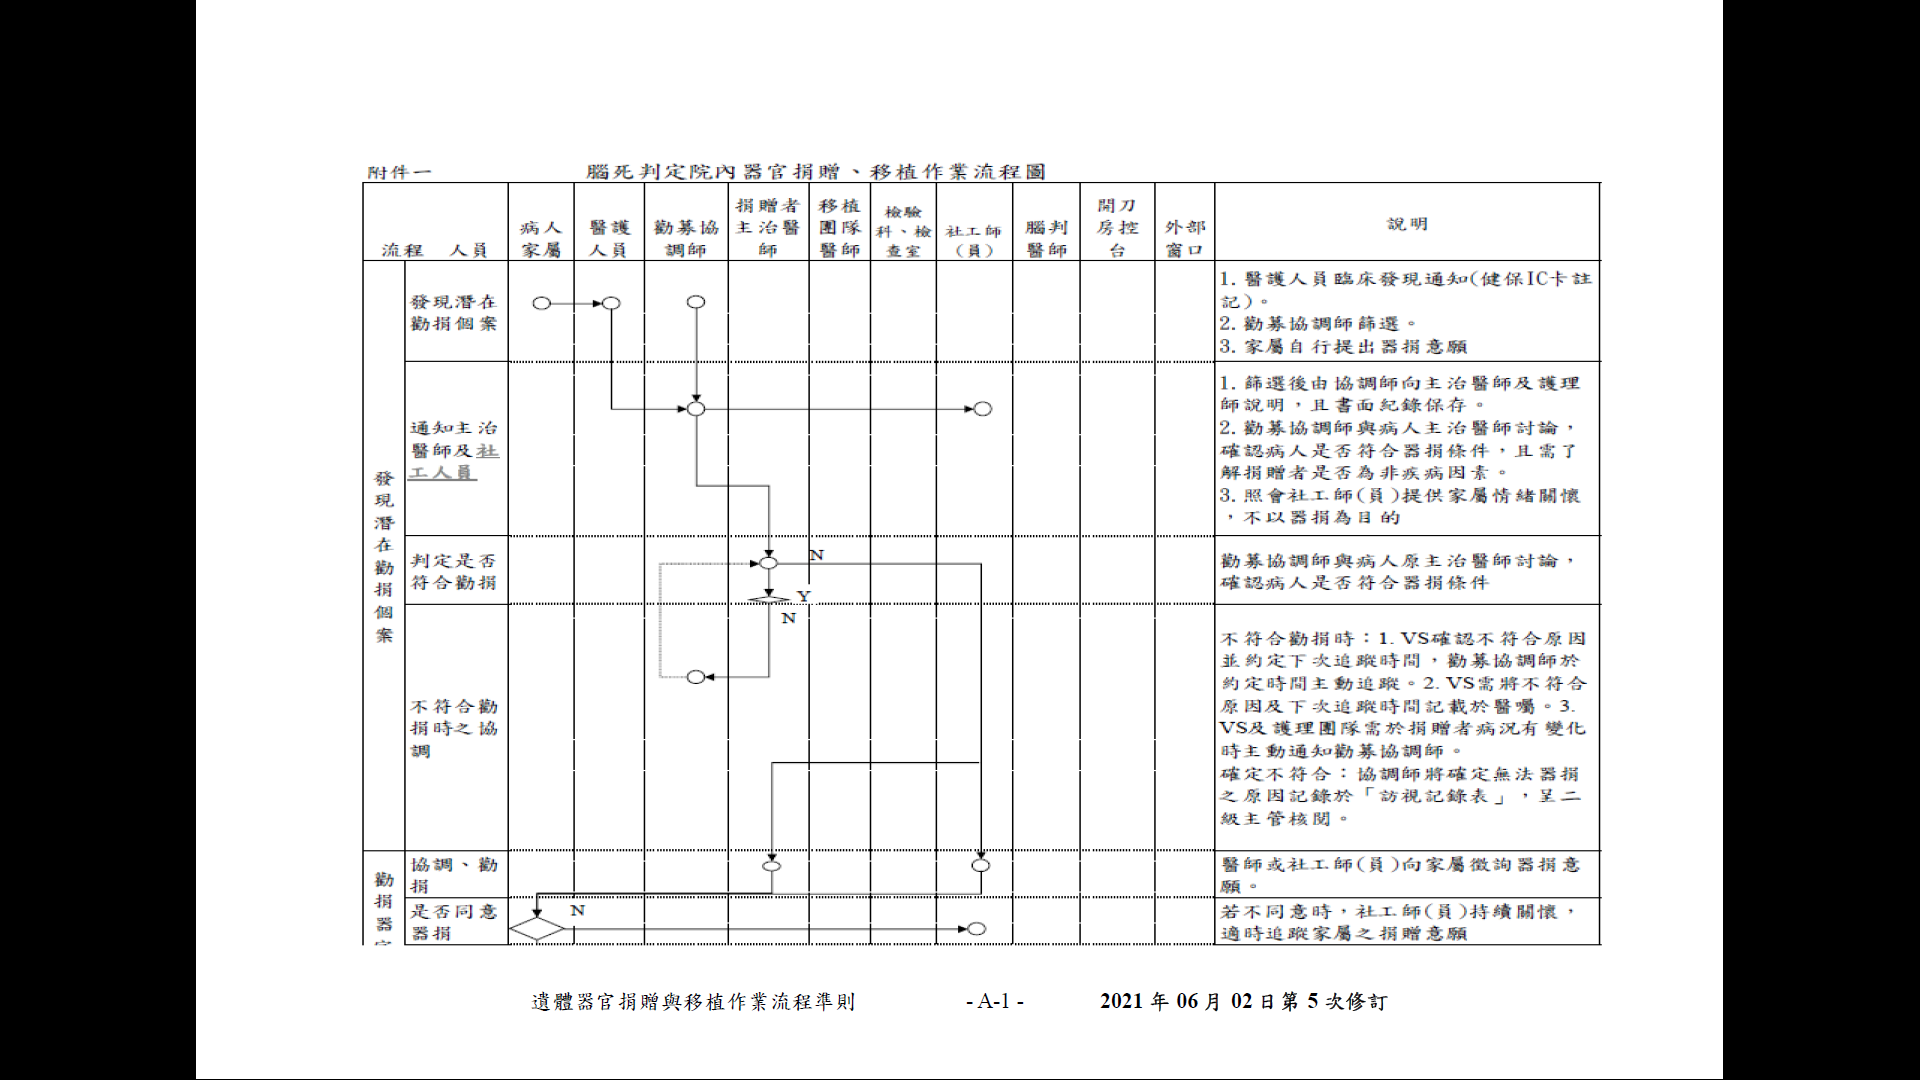 附件一
腦死判定院內器官捐贈、移植作業流程圖
流程 人員
病人
家屬
醫護
人員
勸募協
調師
捐贈者
主治醫
師
移植
團隊
醫師
檢驗
科、檢
查室
社工師
(員)
腦判
醫師
開刀
房控
台
外部
窗口
說明
發現潛在勸捐個案
發現潛在
勸捐個案
1. 醫護人員臨床發現通知(健保IC卡註
記)。
2. 勸募協調師篩選。
3. 家屬自行提出器捐意願
通知主治
醫師及社
工人員
1. 篩選後由協調師向主治醫師及護理
師說明，且書面紀錄保存。
2. 勸募協調師與病人主治醫師討論，
確認病人是否符合器捐條件，且需了
解捐贈者是否為非疾病因素。
3. 照會社工師(員)提供家屬情緒關懷
，不以器捐為目的
判定是否
符合勸捐
N
Y
N
勸募協調師與病人原主治醫師討論，
確認病人是否符合器捐條件
不符合勸
捐時之協
調
不符合勸捐時：1. VS確認不符合原因
並約定下次追蹤時間，勸募協調師於
約定時間主動追蹤。2. VS需將不符合
原因及下次追蹤時間記載於醫囑。3.
VS及護理團隊需於捐贈者病況有變化
時主動通知勸募協調師。
確定不符合：協調師將確定無法器捐
之原因記錄於「訪視記錄表」，呈二
級主管核閱。
勸捐器
協調、勸
捐
醫師或社工師(員)向家屬徵詢器捐意
願。
是否同意
器捐
N
若不同意時，社工師(員)持續關懷，
適時追蹤家屬之捐贈意願
遺體器官捐贈與移植作業流程準則 - A-1 - 2021 年 06 月 02 日第 5 次修訂